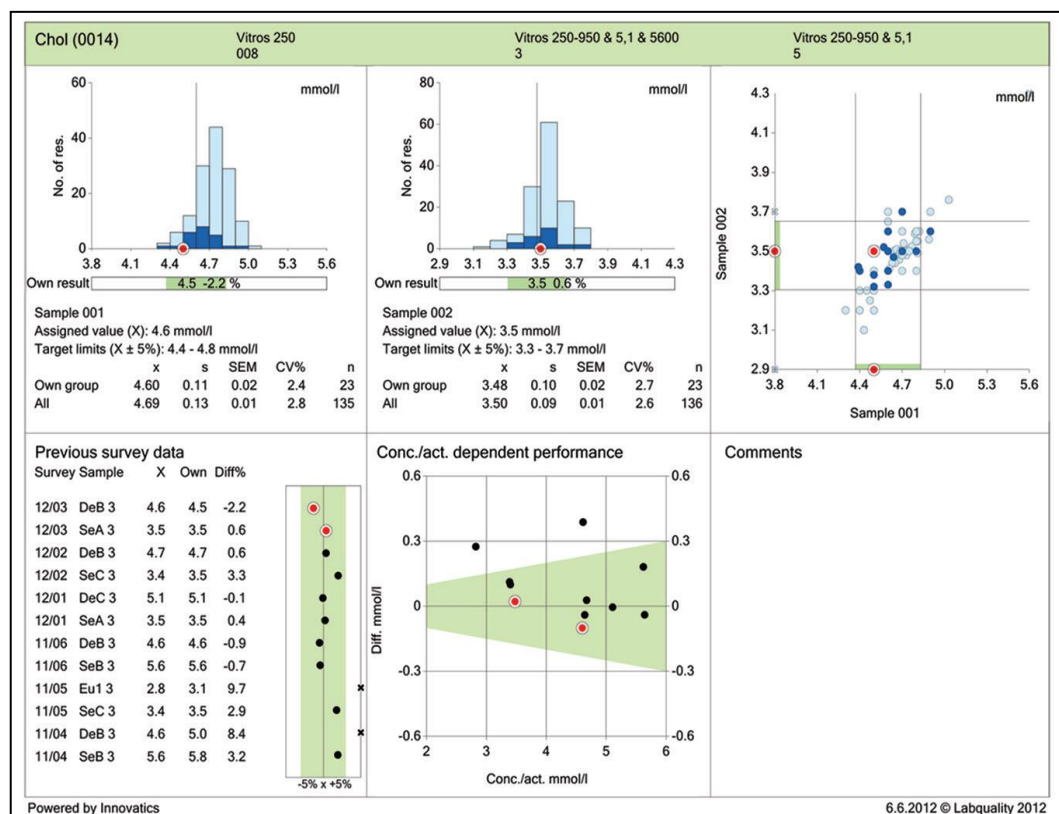 Chol (0014)
Vitros 250
008
Vitros 250-950 & 5,1 & 5600
3
Vitros 250-950 & 5,1
5
mmol/l
No. of res.
60
40
20
0
3.8 4.1 4.4 4.7 5.0 5.3 5.6
Own result 4.5 -2.2 %
Sample 001
Assigned value (X): 4.6 mmol/l
Target limits (X ± 5%): 4.4 - 4.8 mmol/l
x s SEM CV% n
Own group 4.60 0.11 0.02 2.4 23
All 4.69 0.13 0.01 2.8 135
mmol/l
No. of res.
80
60
40
20
0
2.9 3.1 3.3 3.5 3.7 3.9 4.1 4.3
Own result 3.5 0.6 %
Sample 002
Assigned value (X): 3.5 mmol/l
Target limits (X ± 5%): 3.3 - 3.7 mmol/l
x s SEM CV% n
Own group 3.48 0.10 0.02 2.7 23
All 3.50 0.09 0.01 2.6 136
mmol/l
Sample 002
4.3
4.1
3.9
3.7
3.5
3.3
3.1
2.9
3.8 4.1 4.4 4.7 5.0 5.3 5.6
Sample 001
Previous survey data
Survey Sample X Own Diff%
12/03 DeB 3 4.6 4.5 -2.2
12/03 SeA 3 3.5 3.5 0.6
12/02 DeB 3 4.7 4.7 0.6
12/02 SeC 3 3.4 3.5 3.3
12/01 DeC 3 5.1 5.1 -0.1
12/01 SeA 3 3.5 3.5 0.4
11/06 DeB 3 4.6 4.6 -0.9
11/06 SeB 3 5.6 5.6 -0.7
11/05 Eu1 3 2.8 3.1 9.7
11/05 SeC 3 3.4 3.5 2.9
11/04 DeB 3 4.6 5.0 8.4
11/04 SeB 3 5.6 5.8 3.2
-5% x +5%
Conc./act. dependent performance
Diff. mmol/l
0.6 0.6
0.3 0.3
0 0
-0.3 -0.3
-0.6 -0.6
2 3 4 5 6
Conc./act. mmol/l
Comments
Powered by Innovatics
6.6.2012 © Labquality 2012